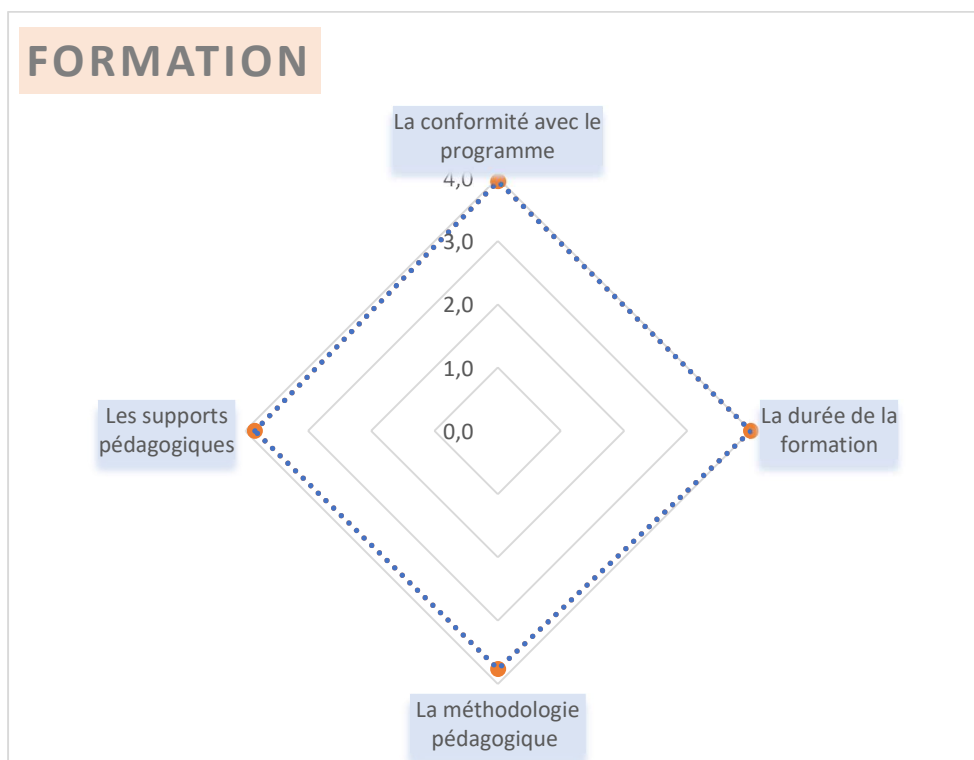 FORMATION
La conformité avec le
programme
4,0
3,0
2,0
1,0
0,0
Les supports
pédagogiques
La durée de la
formation
La méthodologie
pédagogique